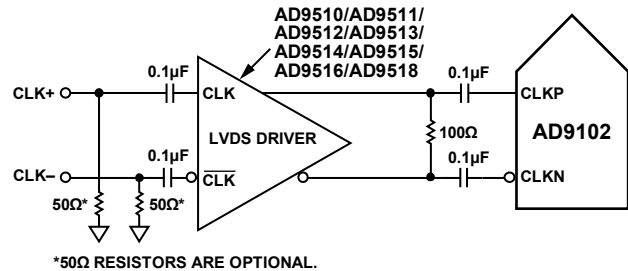 AD9510/AD9511/
AD9512/AD9513/
AD9514/AD9515/
AD9516/AD9518
0.1µF
0.1µF
CLK+
CLK
CLKP
LVDS DRIVER
100Ω
AD9102
0.1µF
0.1µF
CLK–
CLK
CLKN
50Ω*
50Ω*
*50Ω RESISTORS ARE OPTIONAL.